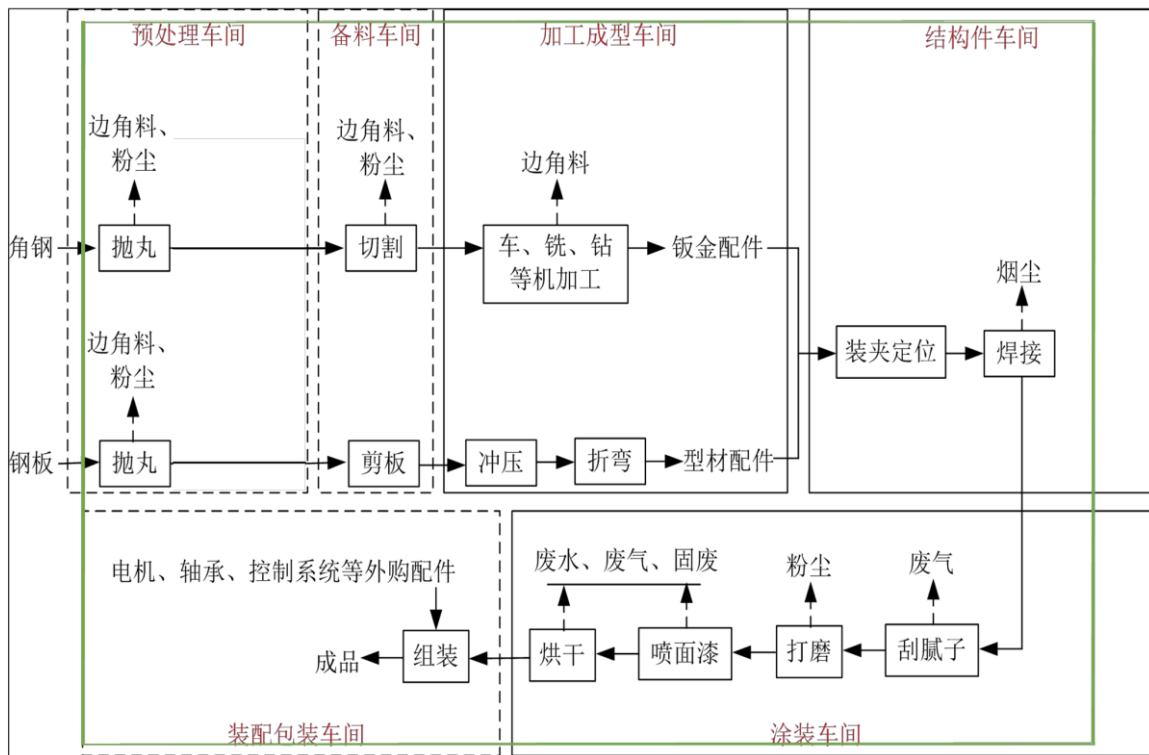 预处理车间
备料车间
加工成型车间
结构件车间
边角料、
粉尘
边角料、
粉尘
边角料
角钢
抛丸
切割
车、铣、钻
等机加工
钣金配件
烟尘
边角料、
粉尘
装夹定位
焊接
钢板
抛丸
剪板
冲压
折弯
型材配件
电机、轴承、控制系统等外购配件
废水、废气、固废
粉尘
废气
成品
组装
烘干
喷面漆
打磨
刮腻子
装配包装车间
涂装车间